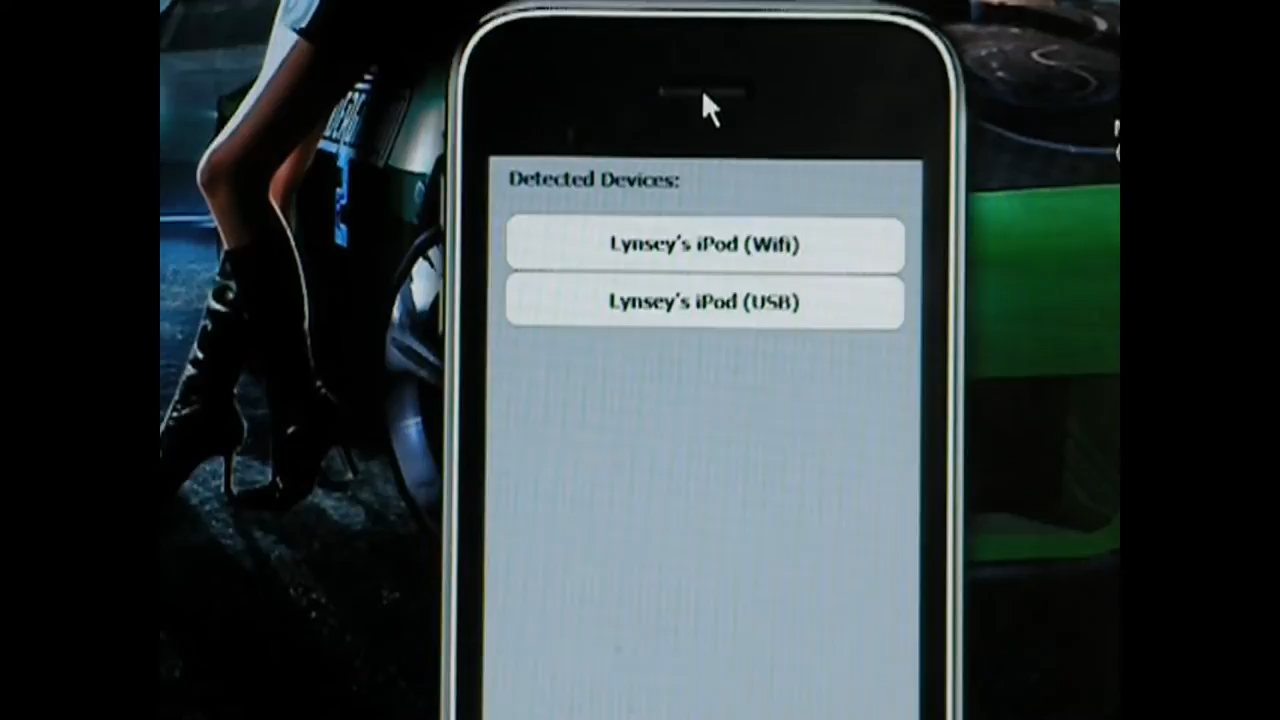 Detected Devices:
Lynsey's iPod (Wifi)
Lynsey's iPod (USB)